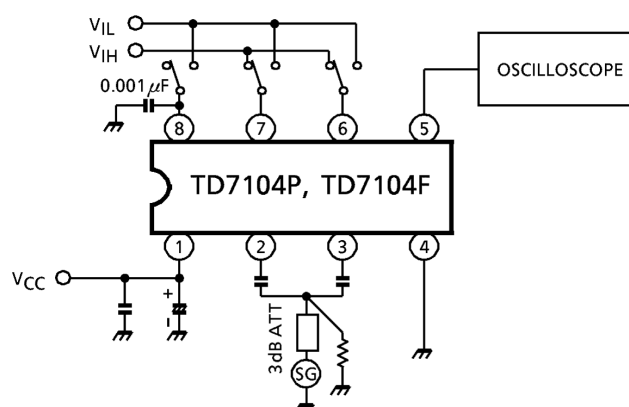 VIL
VIH
0.001μF
OSCILLOSCOPE
8 7 6 5
TD7104P, TD7104F
1 2 3 4
VCC
+
-
3dB ATT
SG